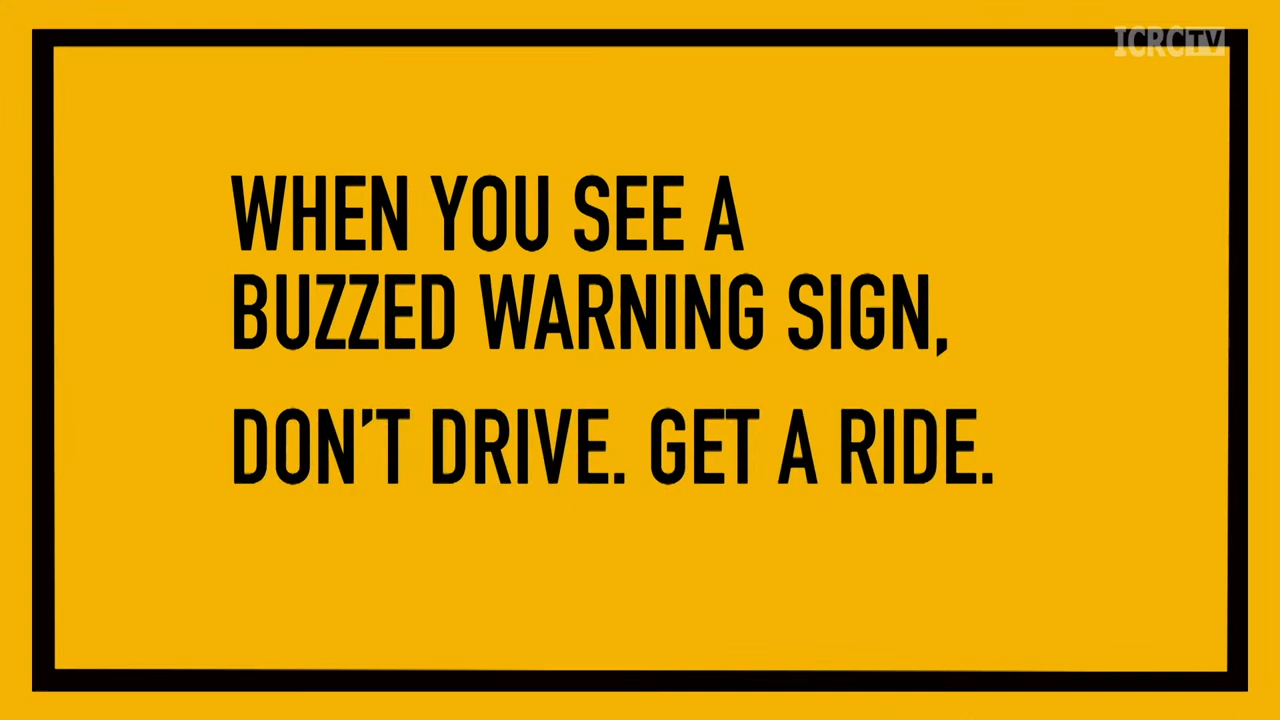 ICRCTV
WHEN YOU SEE A
BUZZED WARNING SIGN,
DON'T DRIVE. GET A RIDE.